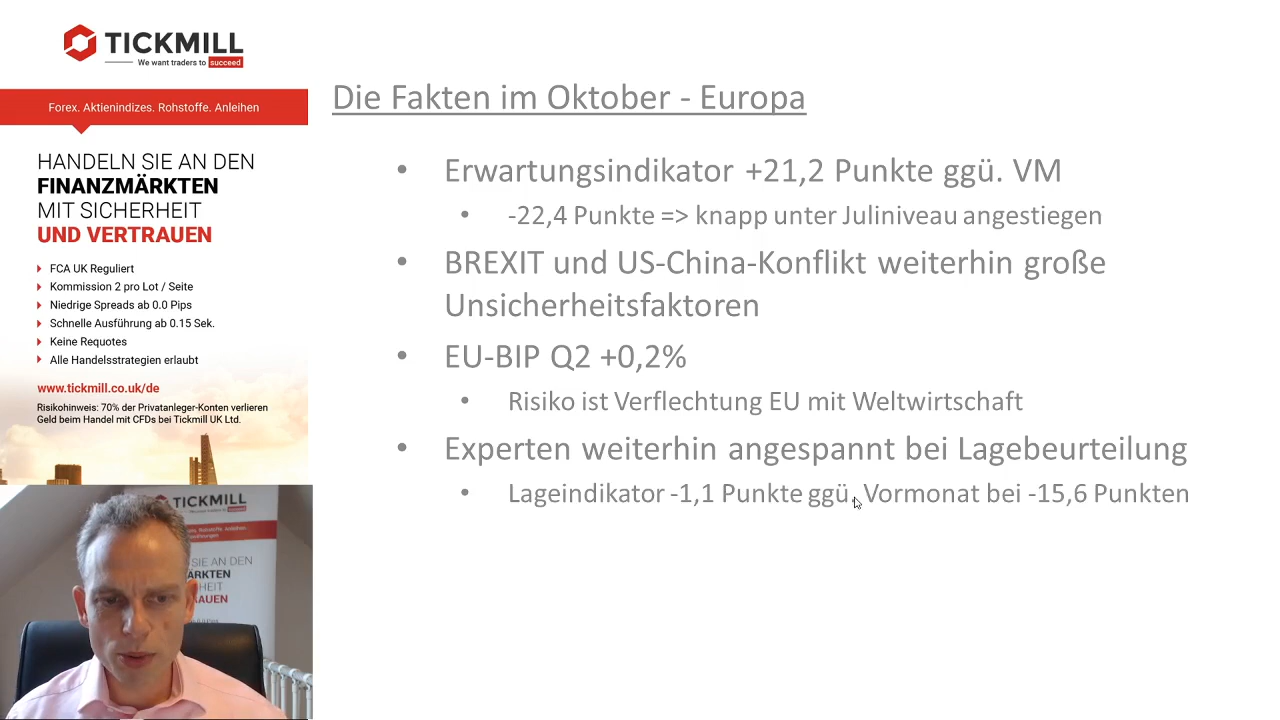 TICKMILL
We want traders to succeed
Forex. Aktienindizes. Rohstoffe. Anleihen
HANDELN SIE AN DEN
FINANZMÄRKTEN
MIT SICHERHEIT
UND VERTRAUEN
FCA UK Reguliert
Kommission 2 pro Lot / Seite
Niedrige Spreads ab 0.0 Pips
Schnelle Ausführung ab 0.15 Sek.
Keine Requotes
Alle Handelsstrategien erlaubt
www.tickmill.co.uk/de
Risikohinweis: 70% der Privatanleger-Konten verlieren
Geld beim Handel mit CFDs bei Tickmill UK Ltd.
Die Fakten im Oktober - Europa
• Erwartungsindikator +21,2 Punkte ggü. VM
• -22,4 Punkte => knapp unter Juliniveau angestiegen
• BREXIT und US-China-Konflikt weiterhin große
Unsicherheitsfaktoren
• EU-BIP Q2 +0,2%
• Risiko ist Verflechtung EU mit Weltwirtschaft
• Experten weiterhin angespannt bei Lagebeurteilung
• Lageindikator -1,1 Punkte ggü. Vormonat bei -15,6 Punkten
TICKMILL
SIE AN DEN
ÄRKTEN
HEIT
AUEN